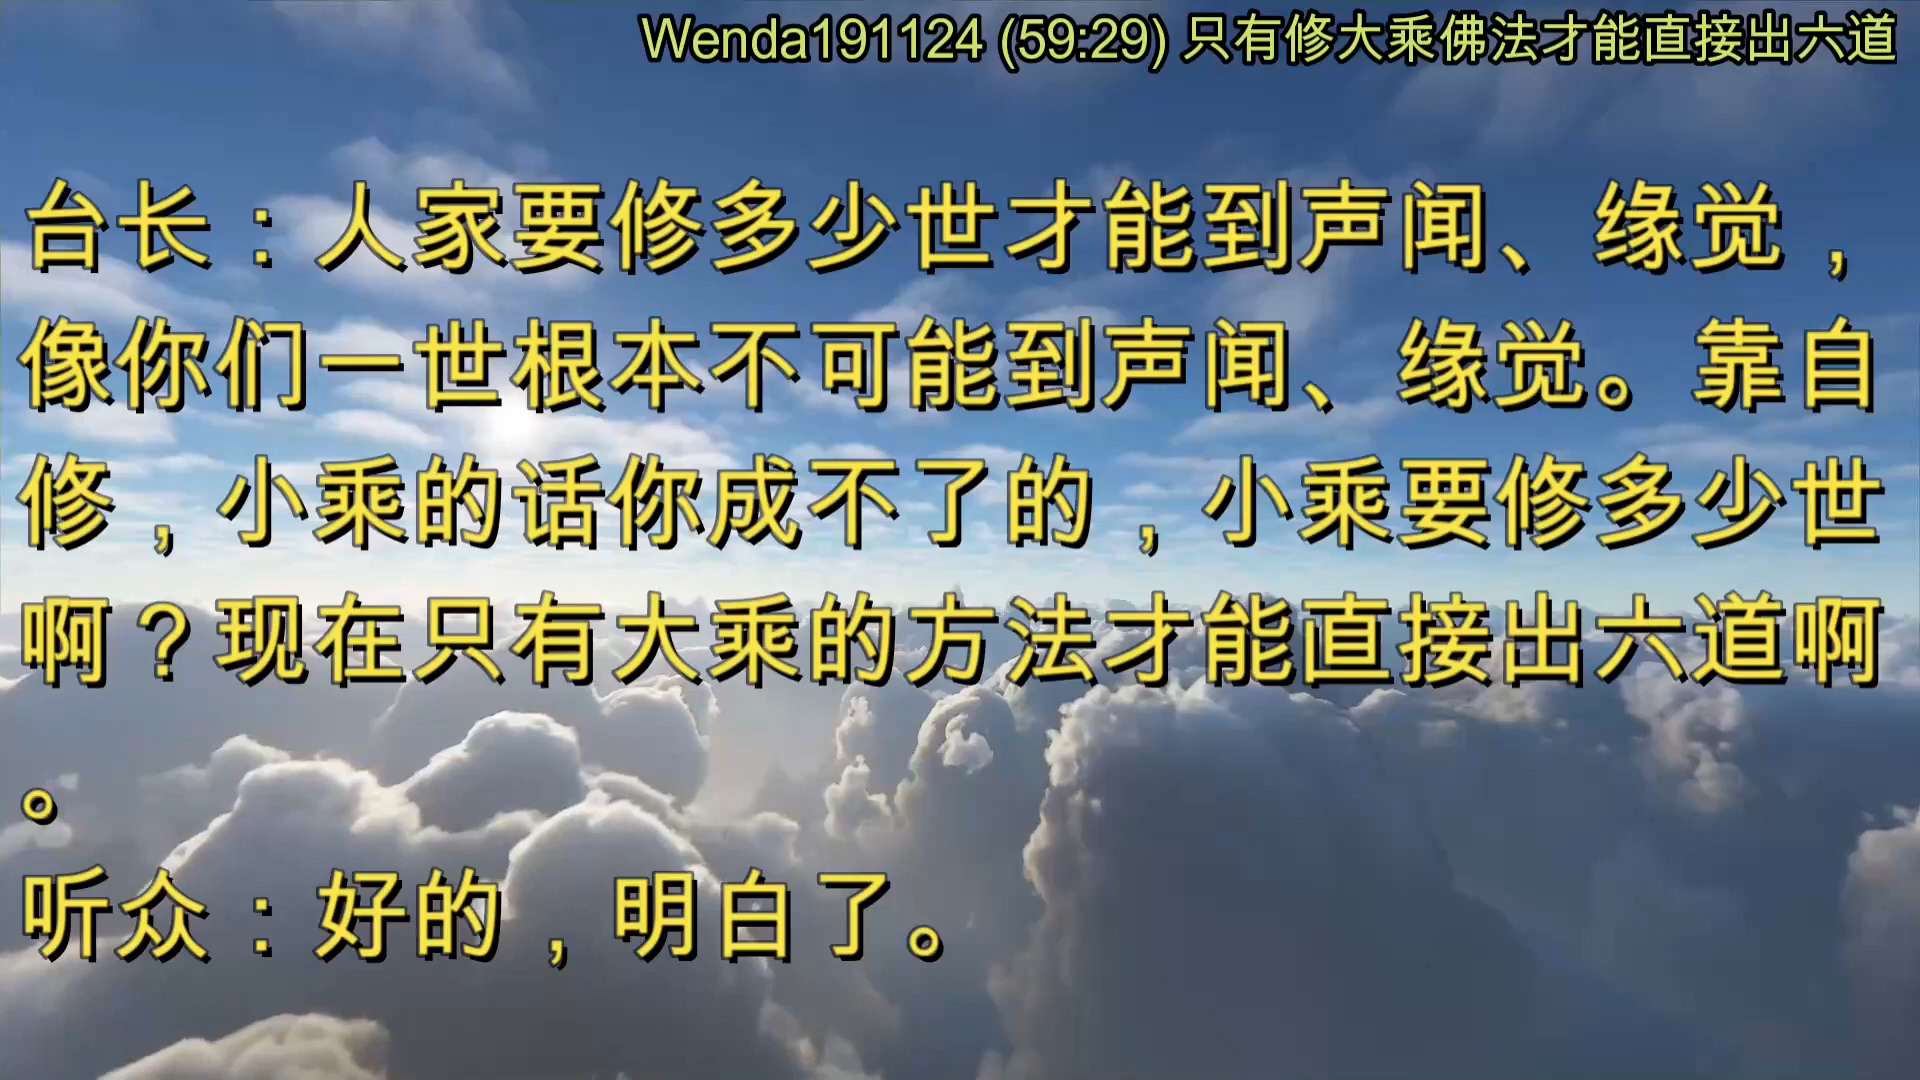 Wenda191124 (59:29) 只有修大乘佛法才能直接出六道
台长：人家要修多少世才能到声闻、缘觉，
像你们一世根本不可能到声闻、缘觉。靠自
修，小乘的话你成不了的，小乘要修多少世
啊？现在只有大乘的方法才能直接出六道啊
。
听众：好的，明白了。